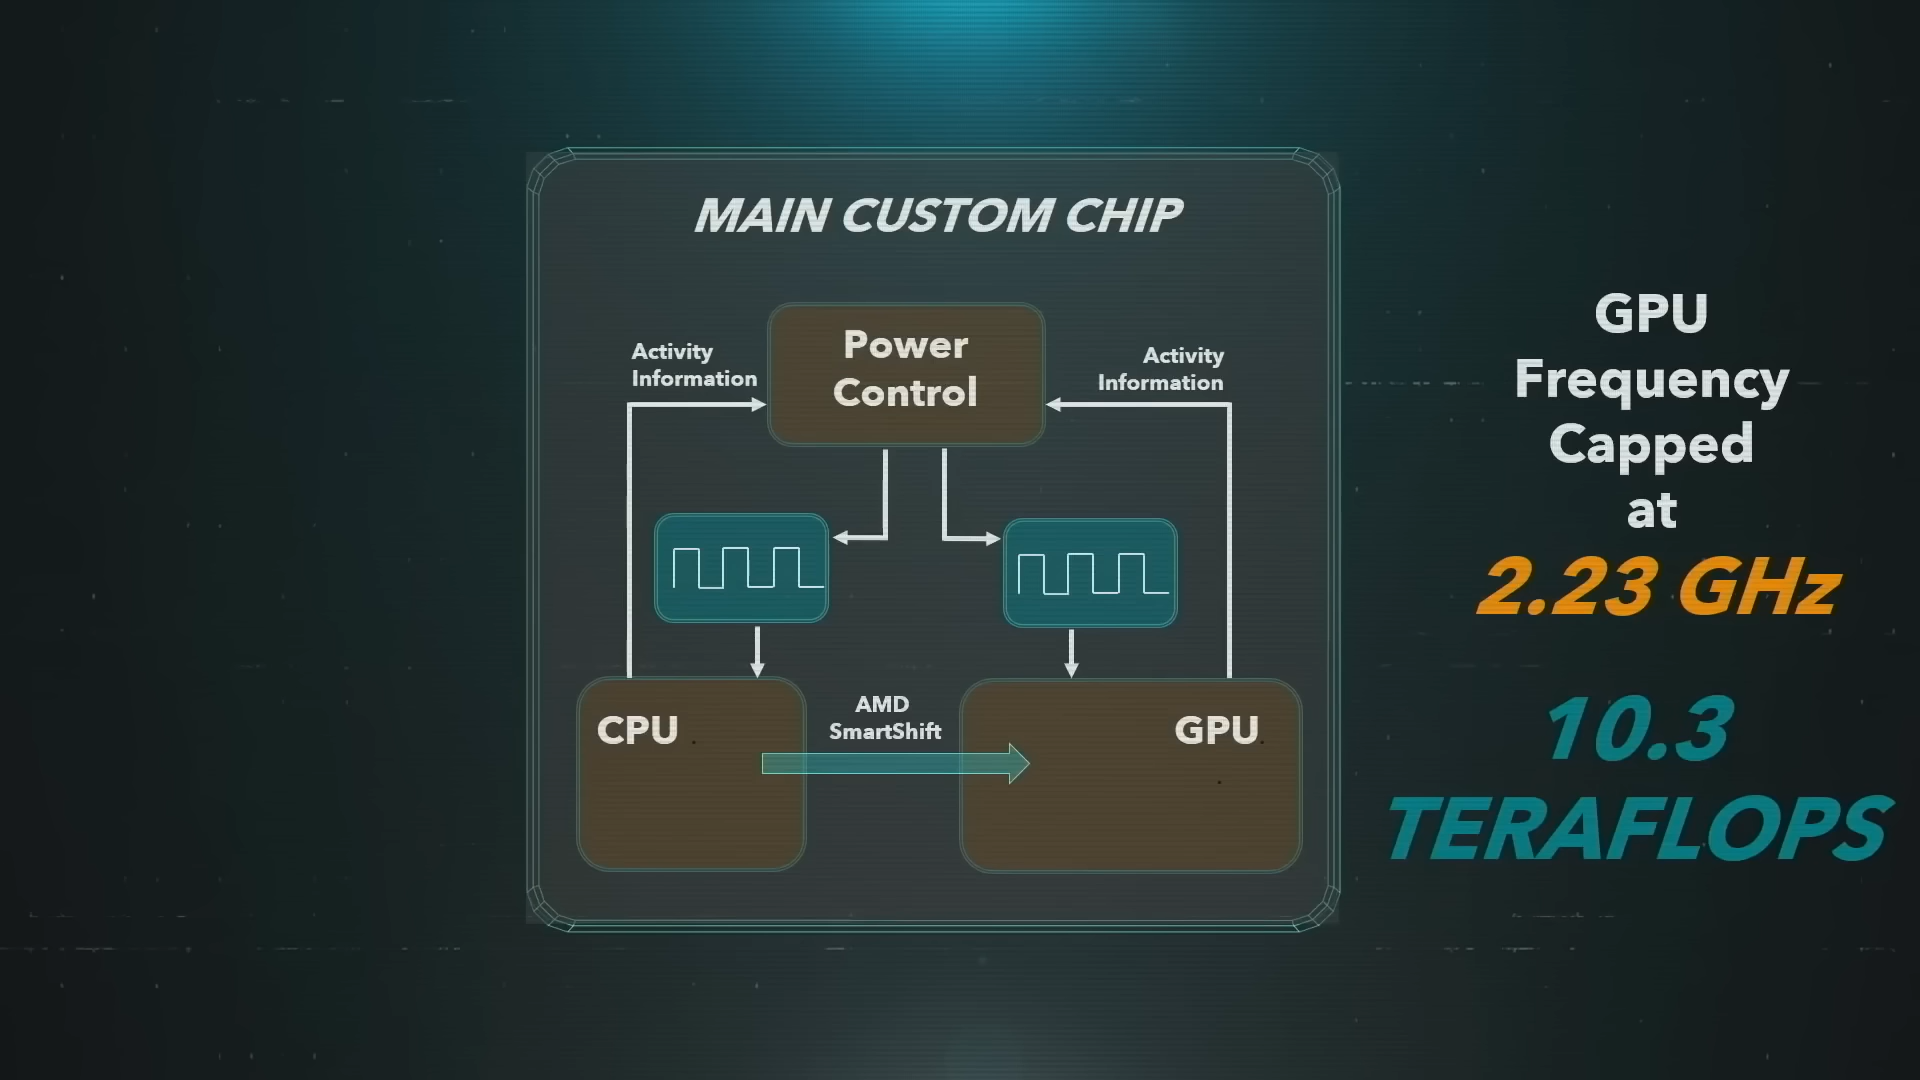 MAIN CUSTOM CHIP
Power
Control
Activity
Information
Activity
Information
CPU
AMD
SmartShift
GPU
GPU
Frequency
Capped
at
2.23 GHz
10.3
TERAFLOPS